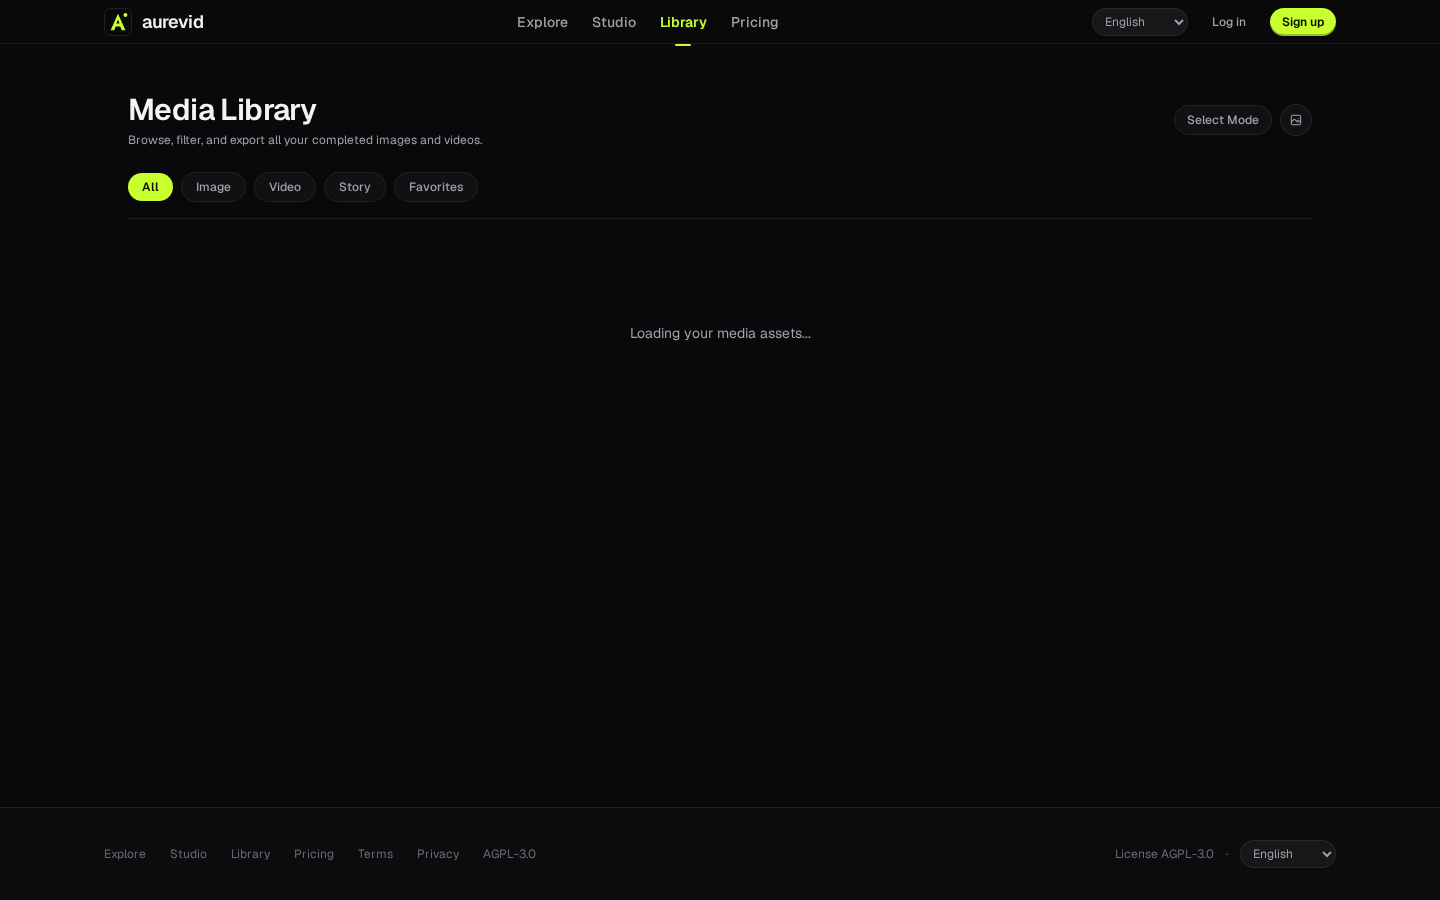 aurevid
Explore Studio Library Pricing
English Log in Sign up
Media Library
Browse, filter, and export all your completed images and videos.
Select Mode
All Image Video Story Favorites
Loading your media assets...
Explore Studio Library Pricing Terms Privacy AGPL-3.0
License AGPL-3.0 · English